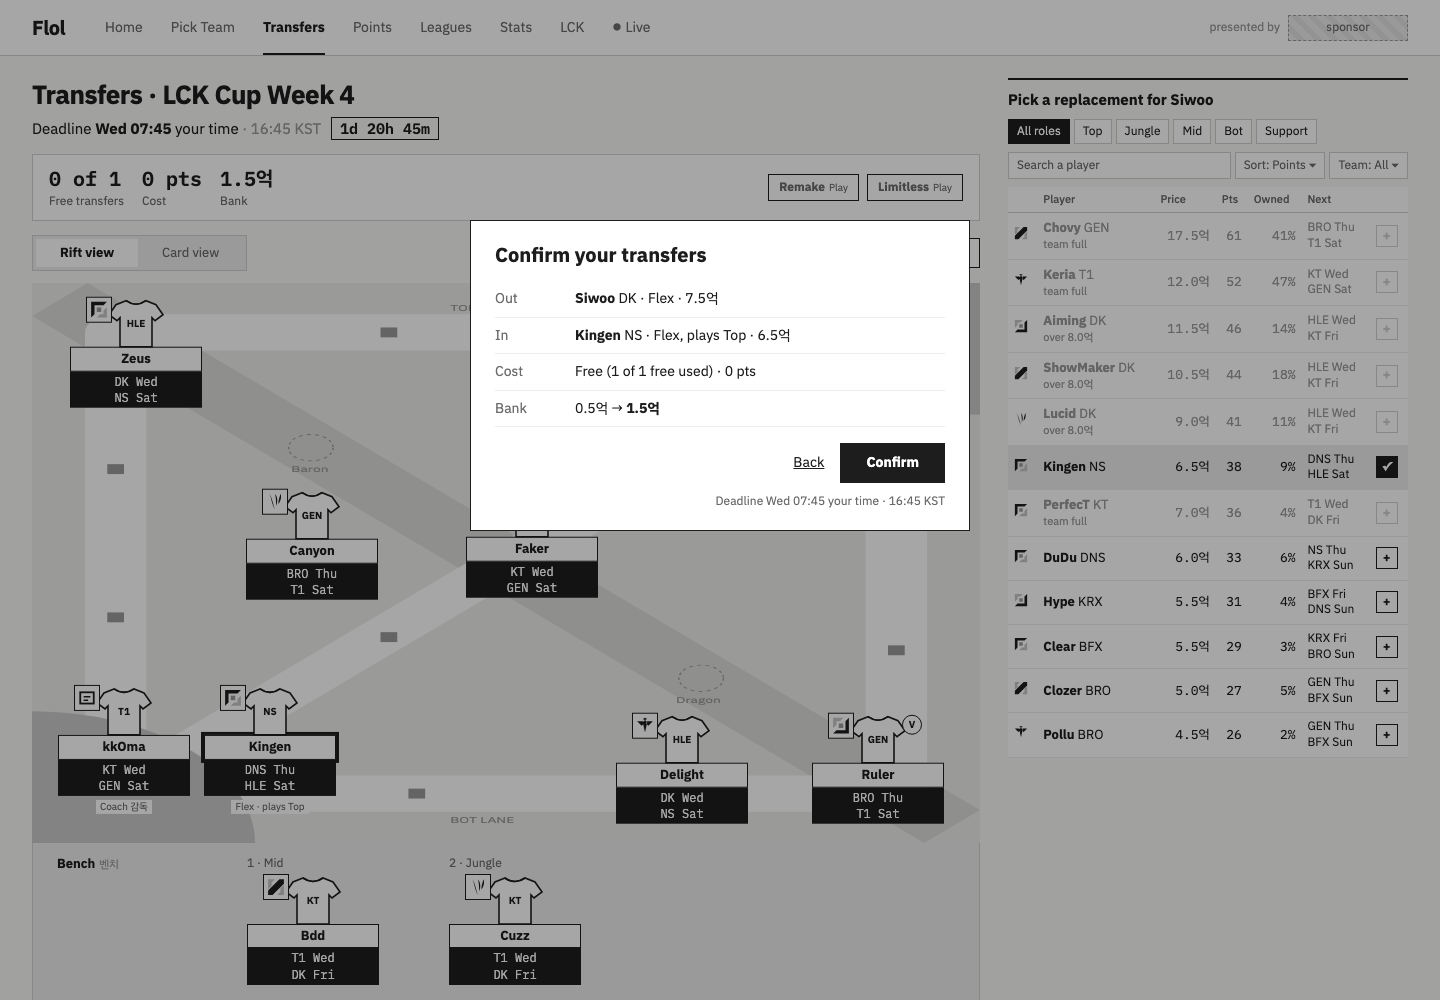 Flol
Home
Pick Team
Transfers
Points
Leagues
Stats
LCK
Live
presented by
sponsor
Transfers · LCK Cup Week 4
Deadline Wed 07:45 your time · 16:45 KST
1d 20h 45m
0 of 1
Free transfers
0 pts
Cost
1.5억
Bank
Remake Play
Limitless Play
Rift view
Card view
Confirm your transfers
Out
Siwoo DK · Flex · 7.5억
In
Kingen NS · Flex, plays Top · 6.5억
Cost
Free (1 of 1 free used) · 0 pts
Bank
0.5억 → 1.5억
Back
Confirm
Deadline Wed 07:45 your time · 16:45 KST
HLE
Zeus
DK Wed
NS Sat
Baron
GEN
Canyon
BRO Thu
T1 Sat
Faker
KT Wed
GEN Sat
T1
kkOma
KT Wed
GEN Sat
Coach 감독
NS
Kingen
DNS Thu
HLE Sat
Flex · plays Top
Dragon
HLE
Delight
DK Wed
NS Sat
GEN
V
Ruler
BRO Thu
T1 Sat
BOT LANE
Bench 벤치
1 · Mid
KT
Bdd
T1 Wed
DK Fri
2 · Jungle
KT
Cuzz
T1 Wed
DK Fri
Pick a replacement for Siwoo
All roles
Top
Jungle
Mid
Bot
Support
Search a player
Sort: Points
Team: All
Player Price Pts Owned Next
Chovy GEN 17.5억 61 41% BRO Thu
team full T1 Sat
Keria T1 12.0억 52 47% KT Wed
team full GEN Sat
Aiming DK 11.5억 46 14% HLE Wed
over 8.0억 KT Fri
ShowMaker DK 10.5억 44 18% HLE Wed
over 8.0억 KT Fri
Lucid DK 9.0억 41 11% HLE Wed
over 8.0억 KT Fri
Kingen NS 6.5억 38 9% DNS Thu
HLE Sat
PerfecT KT 7.0억 36 4% T1 Wed
team full DK Fri
DuDu DNS 6.0억 33 6% NS Thu
KRX Sun
Hype KRX 5.5억 31 4% BFX Fri
DNS Sun
Clear BFX 5.5억 29 3% KRX Fri
BRO Sun
Clozer BRO 5.0억 27 5% GEN Thu
BFX Sun
Pollu BRO 4.5억 26 2% GEN Thu
BFX Sun